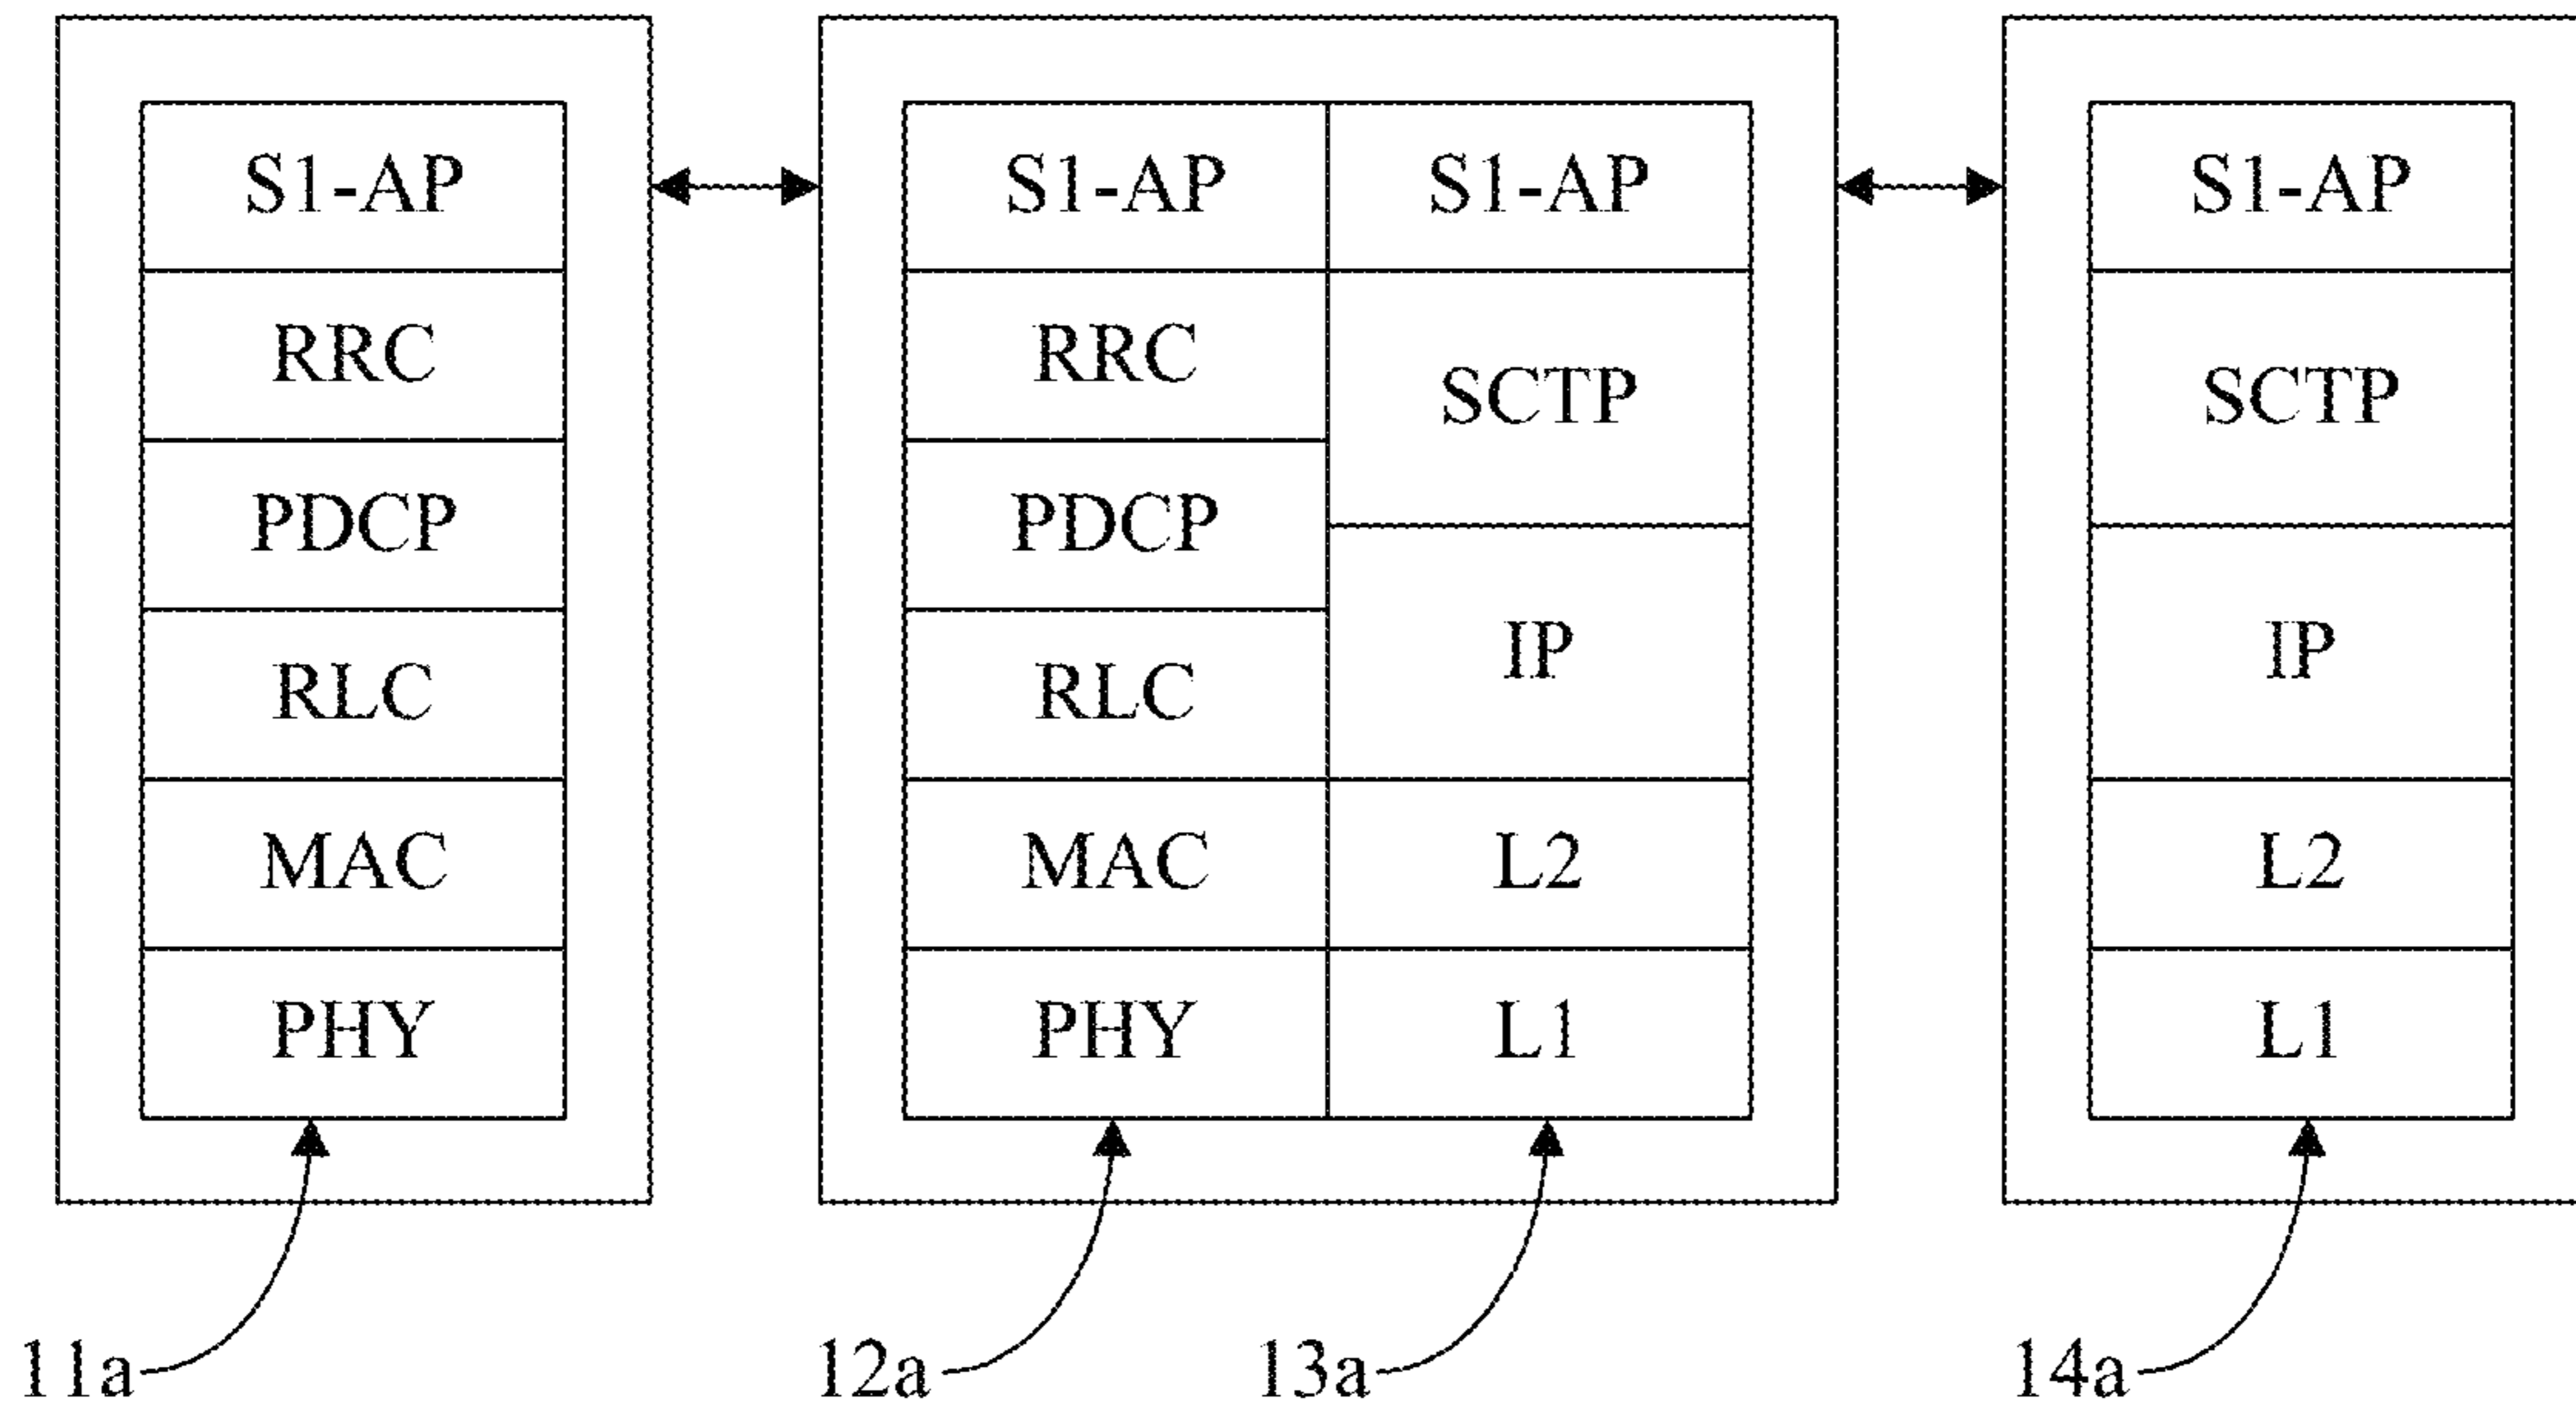 S1-AP
RRC
PDCP
RLC
MAC
PHY
S1-AP
RRC
PDCP
RLC
MAC
PHY
S1-AP
SCTP
IP
L2
L1
S1-AP
SCTP
IP
L2
L1
11a
12a
13a
14a